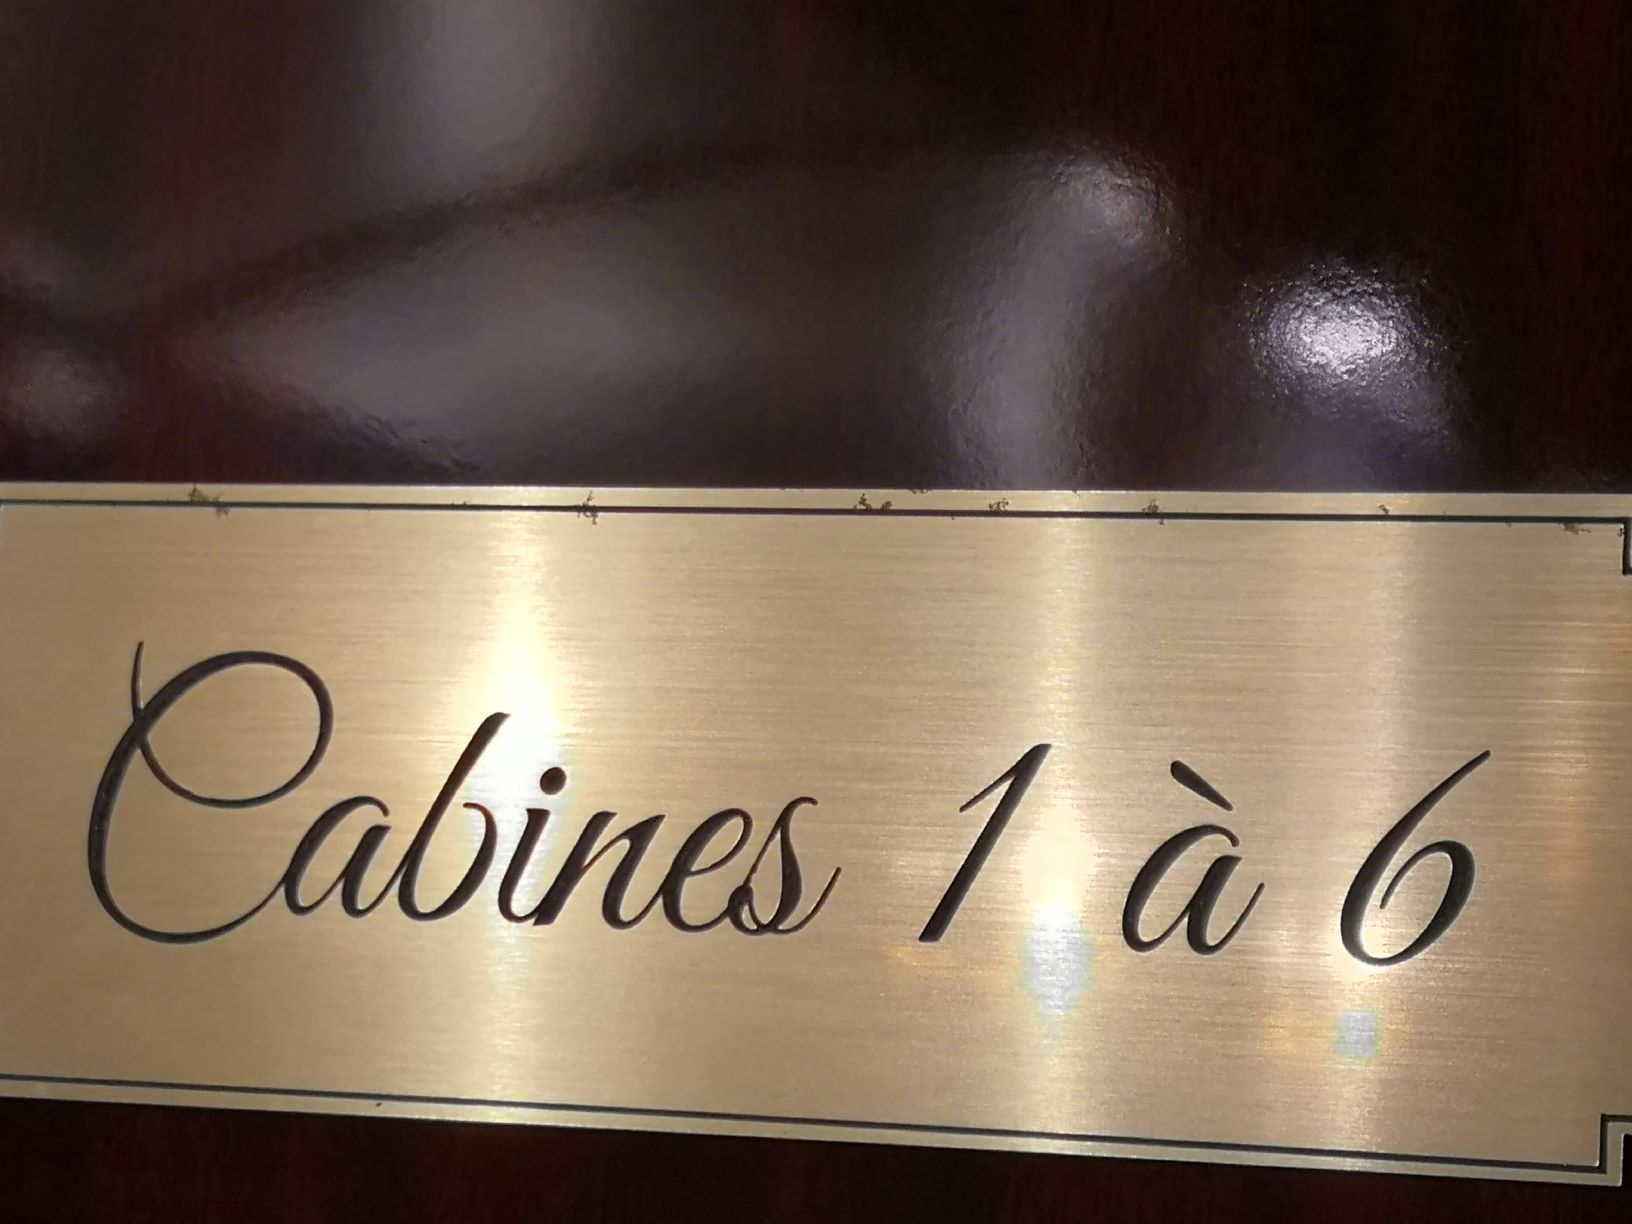 Cabines 1 à 6